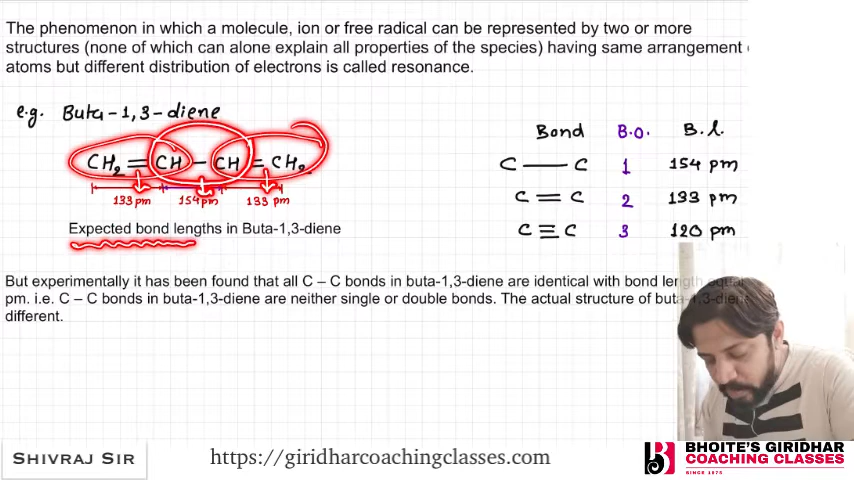 The phenomenon in which a molecule, ion or free radical can be represented by two or more
structures (none of which can alone explain all properties of the species) having same arrangement
atoms but different distribution of electrons is called resonance.
e.g. Buta-1,3-diene
CH₂ = CH - CH = CH₂
133 pm 154 pm 133 pm
Expected bond lengths in Buta-1,3-diene
Bond B.O. B.l.
C — C 1 154 pm
C = C 2 133 pm
C ≡ C 3 120 pm
But experimentally it has been found that all C – C bonds in buta-1,3-diene are identical with bond length equal
pm. i.e. C – C bonds in buta-1,3-diene are neither single or double bonds. The actual structure of buta-1,3-diene
different.
SHIVRAJ SIR
https://giridharcoachingclasses.com
BHOITE'S GIRIDHAR
COACHING CLASSES
SINCE 1975